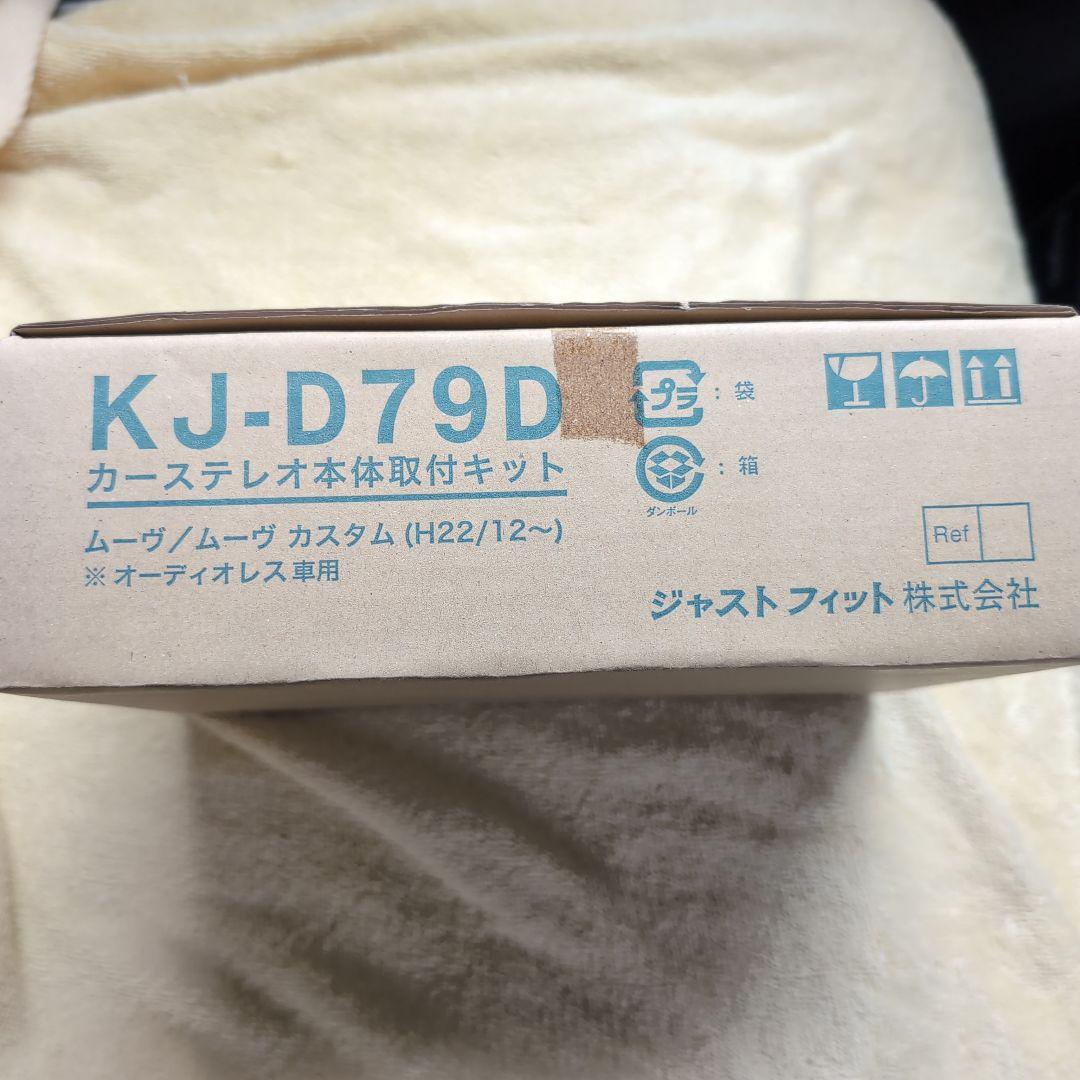 KJ-D79D
カーステレオ本体取付キット
ムーヴ/ムーヴ カスタム (H22/12〜)
※ オーディオレス車用
プラ : 袋
: 箱
ダンボール
Ref
ジャスト フィット 株式会社